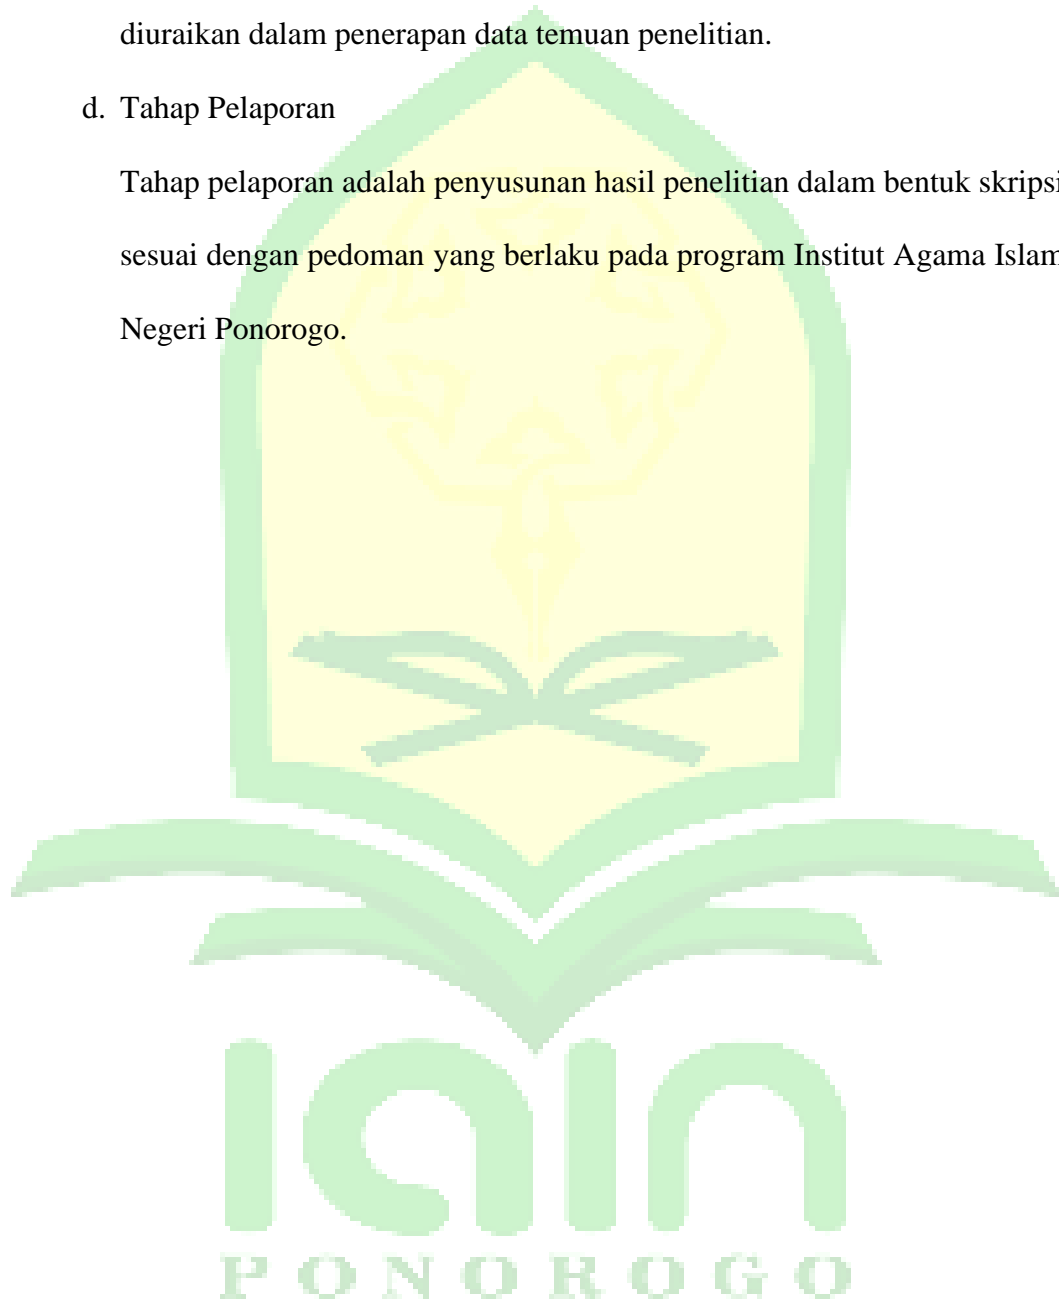 diuraikan dalam penerapan data temuan penelitian.
d. Tahap Pelaporan
Tahap pelaporan adalah penyusunan hasil penelitian dalam bentuk skripsi
sesuai dengan pedoman yang berlaku pada program Institut Agama Islam
Negeri Ponorogo.
IAIN
PONOROGO